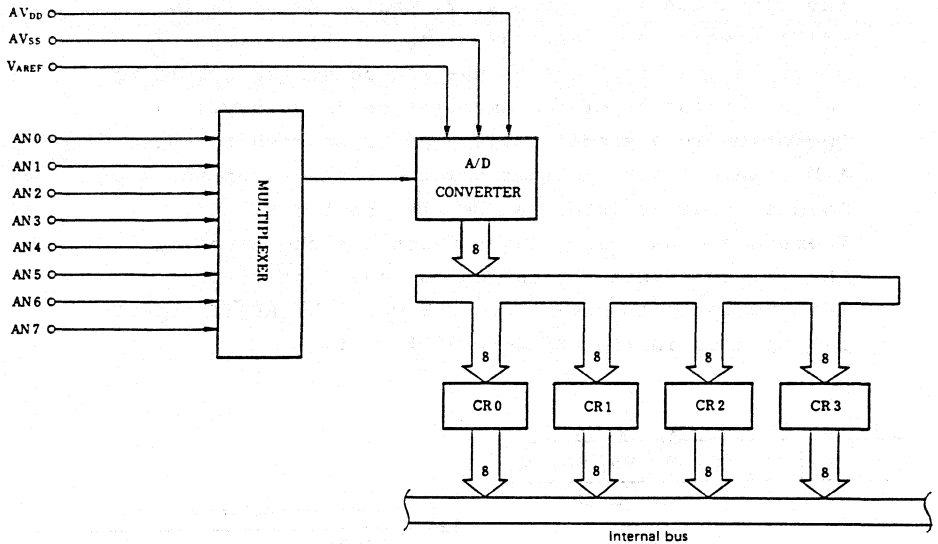 AVDD
AVSS
VAREF
AN0
AN1
AN2
AN3
AN4
AN5
AN6
AN7
MULTIPLEXER
A/D
CONVERTER
8
8
8
8
8
CR0
CR1
CR2
CR3
8
8
8
8
Internal bus